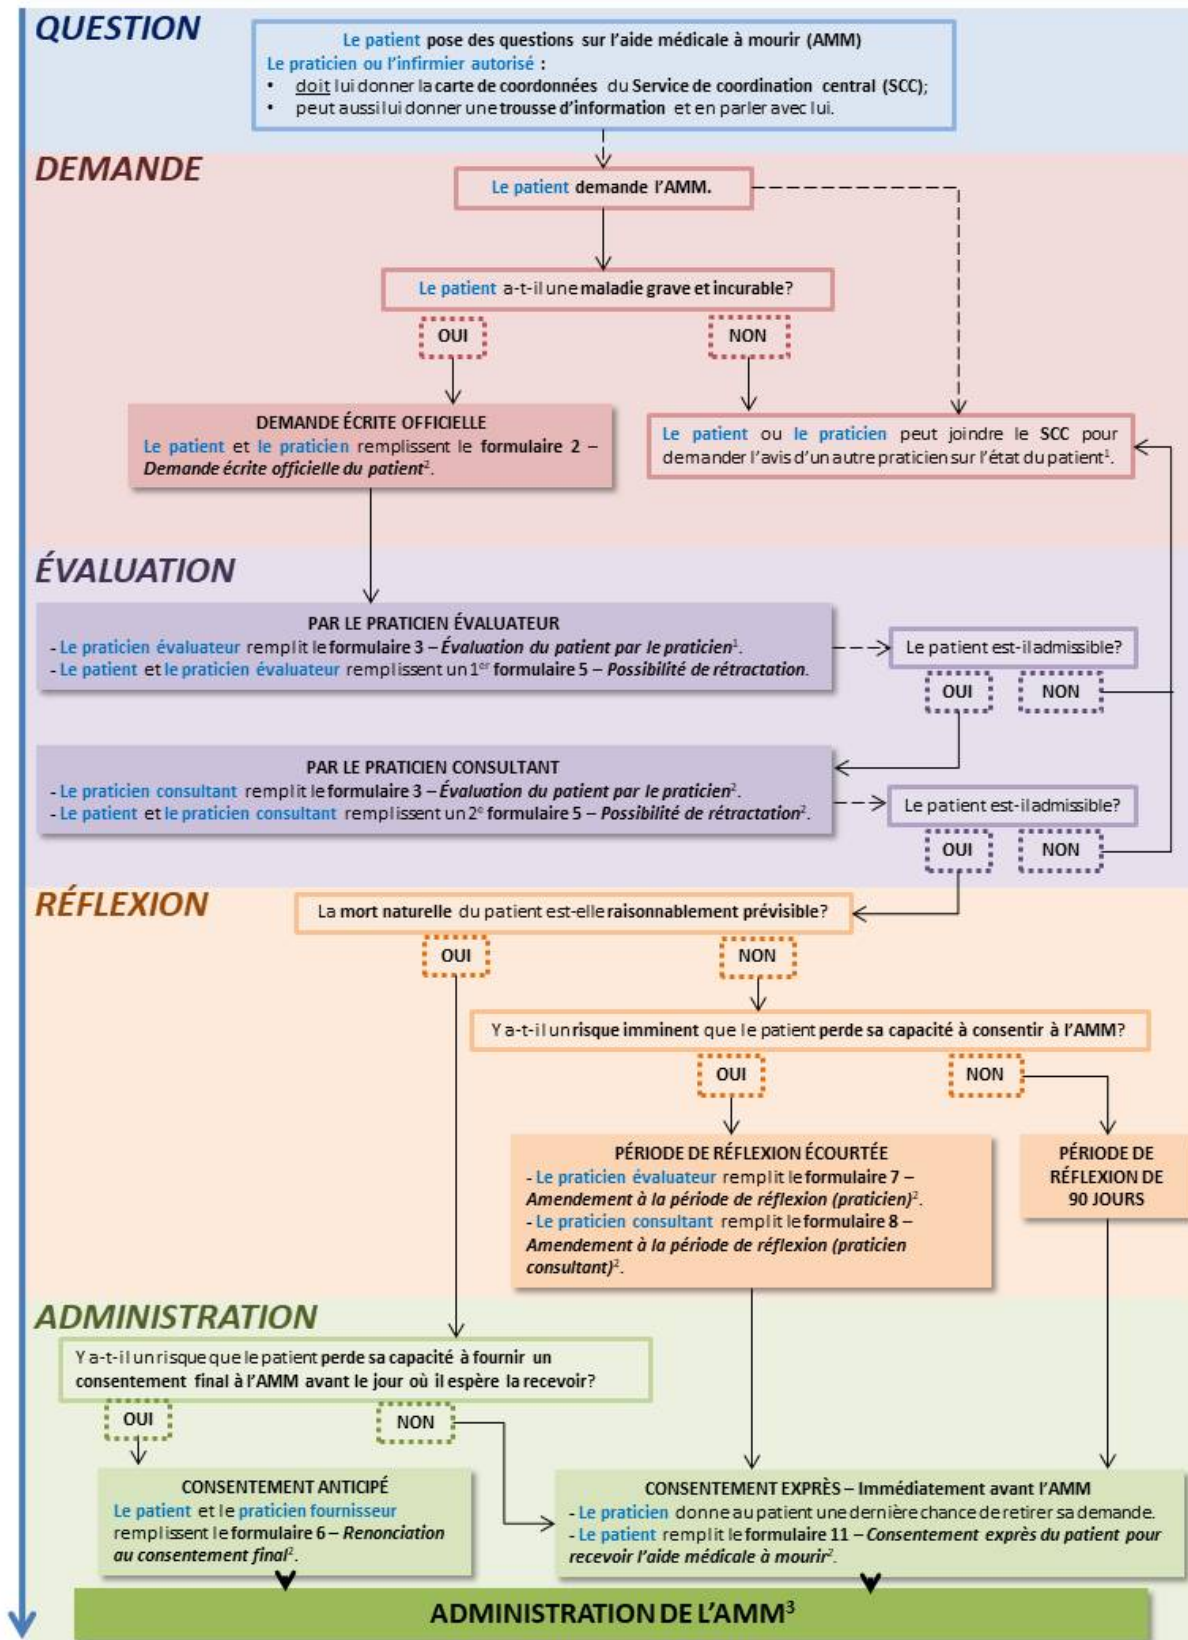 QUESTION
Le patient pose des questions sur l'aide médicale à mourir (AMM)
Le praticien ou l'infirmier autorisé :
• doit lui donner la carte de coordonnées du Service de coordination central (SCC);
• peut aussi lui donner une trousse d'information et en parler avec lui.
DEMANDE
Le patient demande l'AMM.
Le patient a-t-il une maladie grave et incurable?
OUI
NON
DEMANDE ÉCRITE OFFICIELLE
Le patient et le praticien remplissent le formulaire 2 –
Demande écrite officielle du patient².
Le patient ou le praticien peut joindre le SCC pour
demander l'avis d'un autre praticien sur l'état du patient¹.
ÉVALUATION
PAR LE PRATICIEN ÉVALUATEUR
- Le praticien évaluateur remplit le formulaire 3 – Évaluation du patient par le praticien¹.
- Le patient et le praticien évaluateur remplissent un 1er formulaire 5 – Possibilité de rétractation.
Le patient est-il admissible?
OUI
NON
PAR LE PRATICIEN CONSULTANT
- Le praticien consultant remplit le formulaire 3 – Évaluation du patient par le praticien².
- Le patient et le praticien consultant remplissent un 2e formulaire 5 – Possibilité de rétractation².
Le patient est-il admissible?
OUI
NON
RÉFLEXION
La mort naturelle du patient est-elle raisonnablement prévisible?
OUI
NON
Y a-t-il un risque imminent que le patient perde sa capacité à consentir à l'AMM?
OUI
NON
PÉRIODE DE RÉFLEXION ÉCOURTÉE
- Le praticien évaluateur remplit le formulaire 7 –
Amendement à la période de réflexion (praticien)².
- Le praticien consultant remplit le formulaire 8 –
Amendement à la période de réflexion (praticien
consultant)².
PÉRIODE DE
RÉFLEXION DE
90 JOURS
ADMINISTRATION
Y a-t-il un risque que le patient perde sa capacité à fournir un
consentement final à l'AMM avant le jour où il espère la recevoir?
OUI
NON
CONSENTEMENT ANTICIPÉ
Le patient et le praticien fournisseur
remplissent le formulaire 6 – Renonciation
au consentement final².
CONSENTEMENT EXPRÈS – Immédiatement avant l'AMM
- Le praticien donne au patient une dernière chance de retirer sa demande.
- Le patient remplit le formulaire 11 – Consentement exprès du patient pour
recevoir l'aide médicale à mourir².
ADMINISTRATION DE L'AMM³